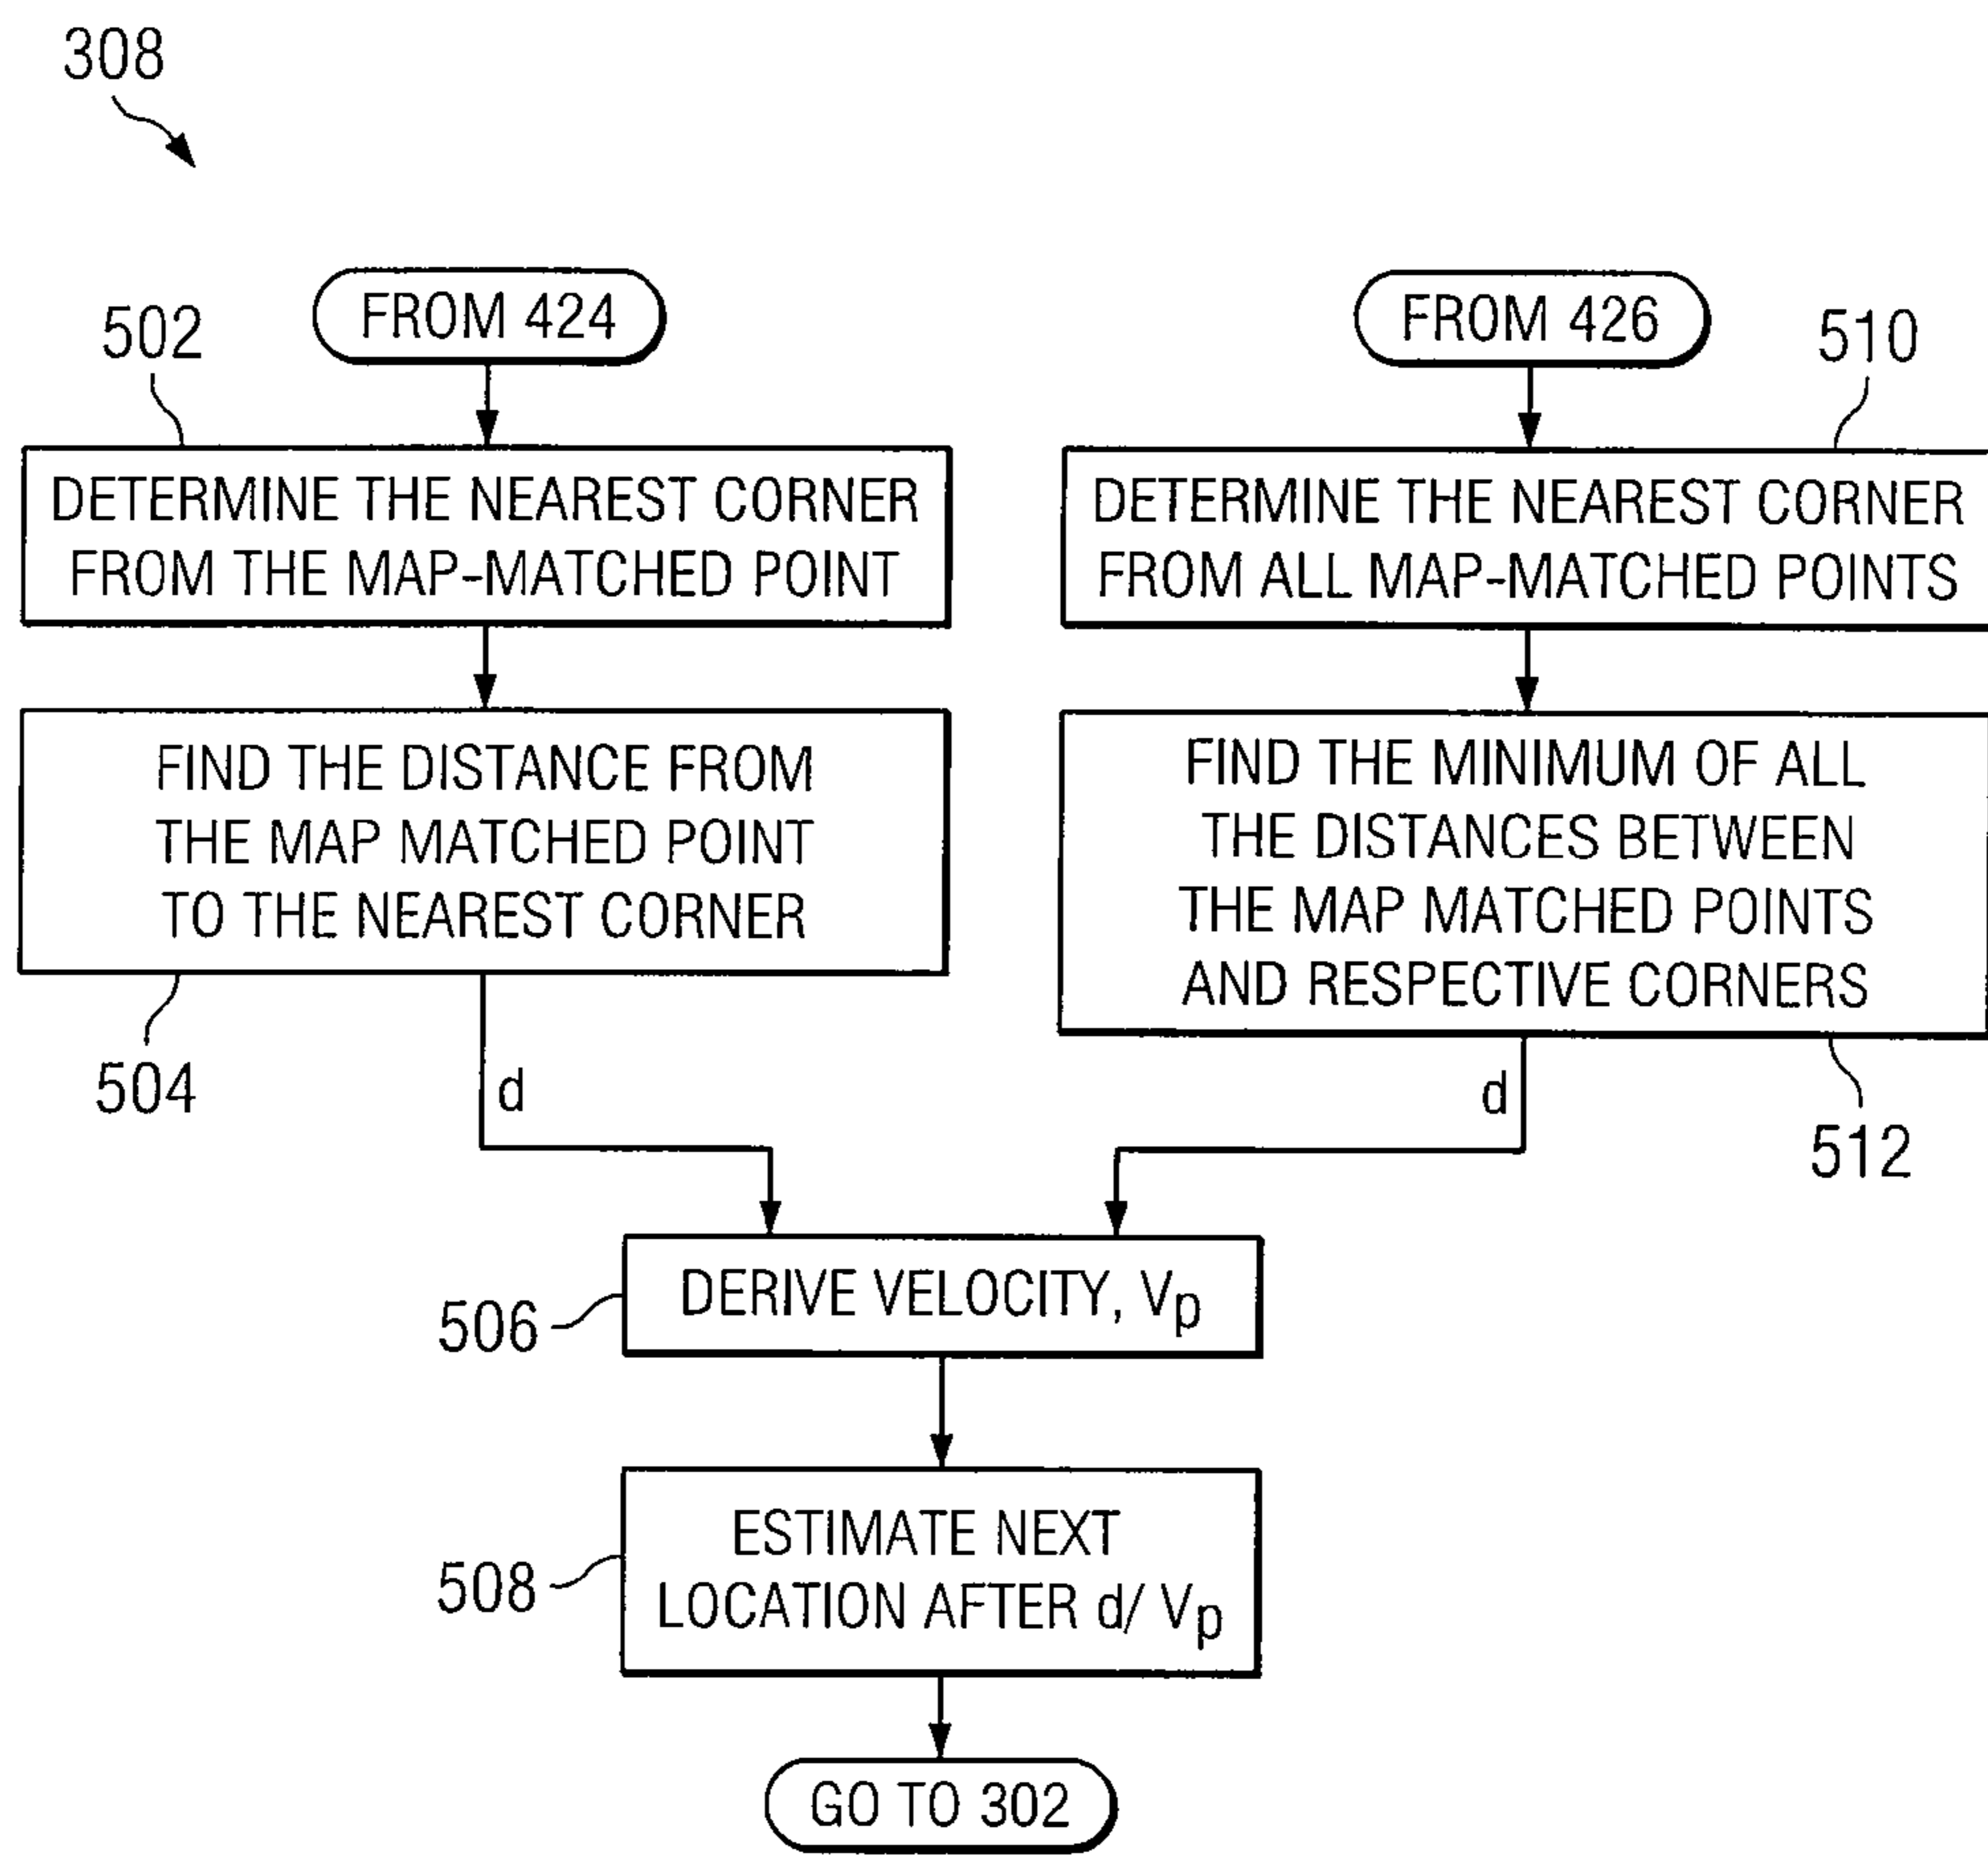 308
FROM 424
502
DETERMINE THE NEAREST CORNER
FROM THE MAP-MATCHED POINT
FIND THE DISTANCE FROM
THE MAP MATCHED POINT
TO THE NEAREST CORNER
504
d
FROM 426
510
DETERMINE THE NEAREST CORNER
FROM ALL MAP-MATCHED POINTS
FIND THE MINIMUM OF ALL
THE DISTANCES BETWEEN
THE MAP MATCHED POINTS
AND RESPECTIVE CORNERS
d
512
506
DERIVE VELOCITY, Vp
508
ESTIMATE NEXT
LOCATION AFTER d/ Vp
GO TO 302